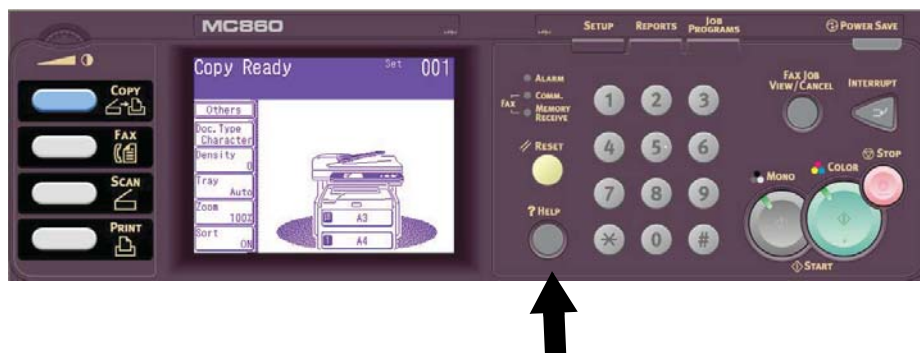 MC860
COPY
FAX
SCAN
PRINT
Copy Ready
Set 001
Others
Doc.Type
Character
Density
0
Tray
Auto
Zoom
100%
Sort
ON
A3
A4
SETUP
REPORTS
JOB
PROGRAMS
POWER SAVE
ALARM
FAX
COMM.
MEMORY
RECEIVE
RESET
? HELP
1 2 3
4 5 6
7 8 9
* 0 #
FAX JOB
VIEW/CANCEL
INTERRUPT
STOP
MONO
COLOR
START